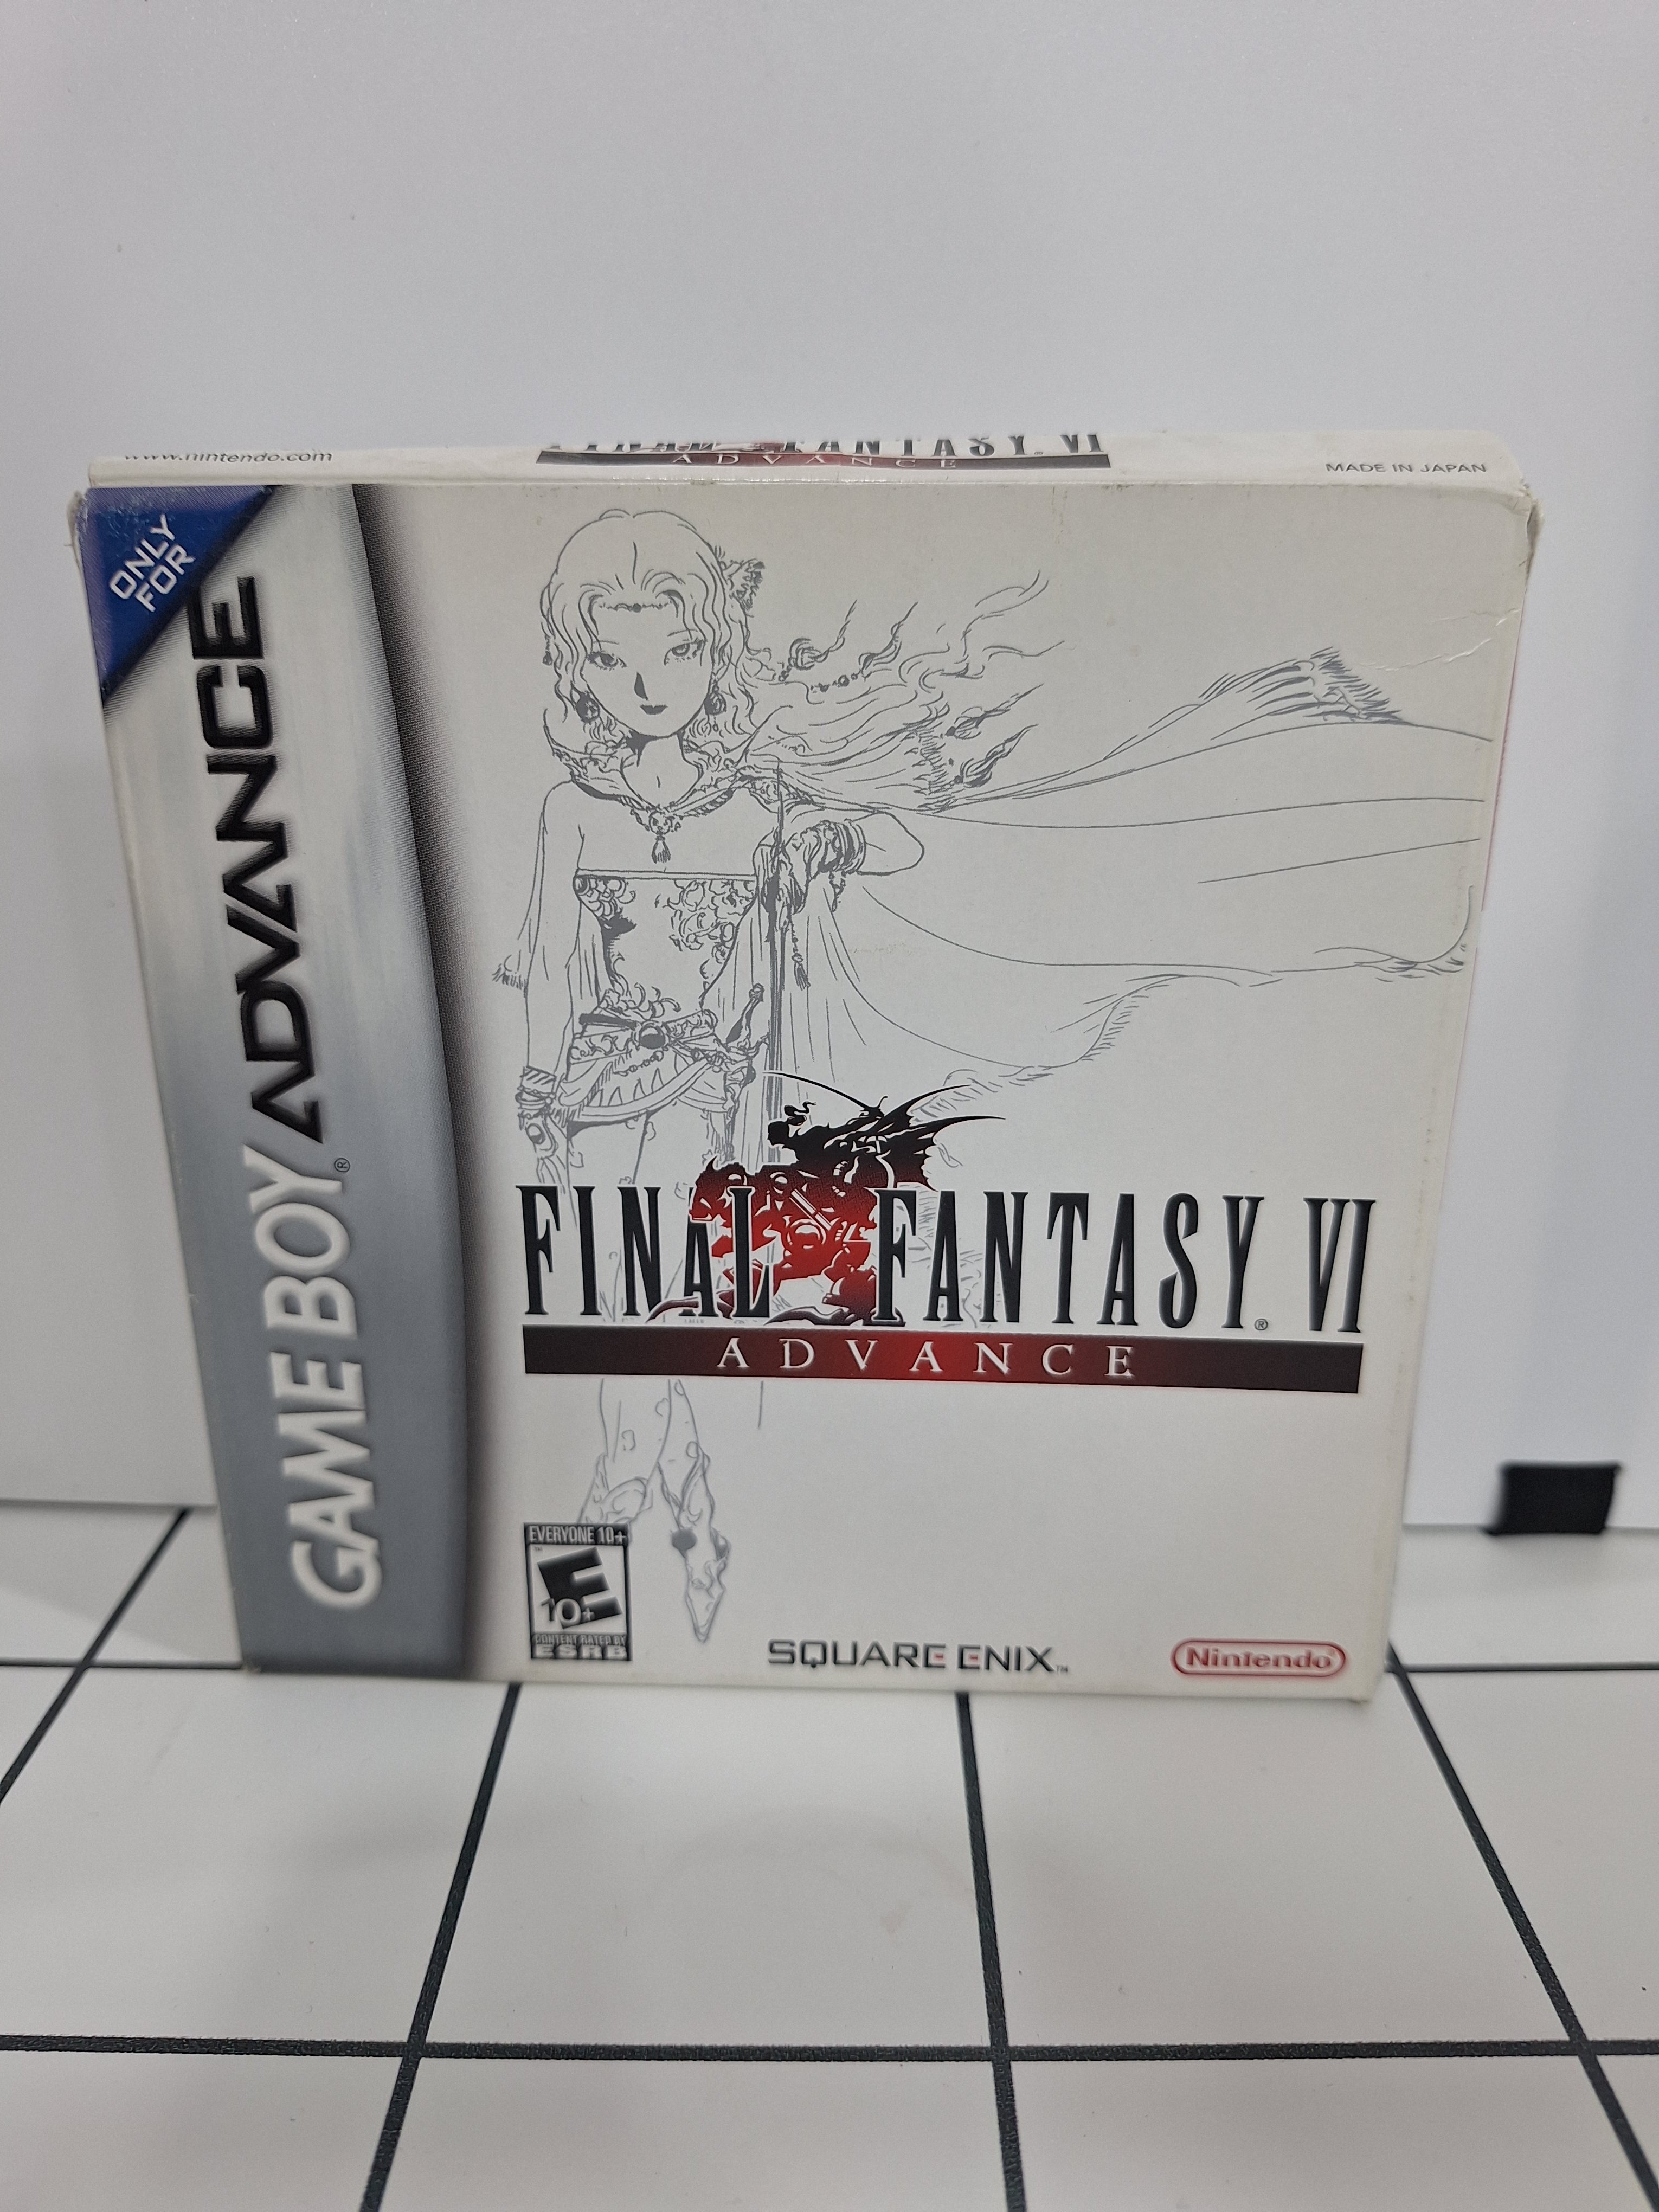 www.nintendo.com
FINAL FANTASY VI
ADVANCE
MADE IN JAPAN
ONLY
FOR
GAME BOY ADVANCE
®
FINAL FANTASY® VI
ADVANCE
EVERYONE 10+
E
10+
CONTENT RATED BY
ESRB
SQUARE ENIX™
Nintendo®